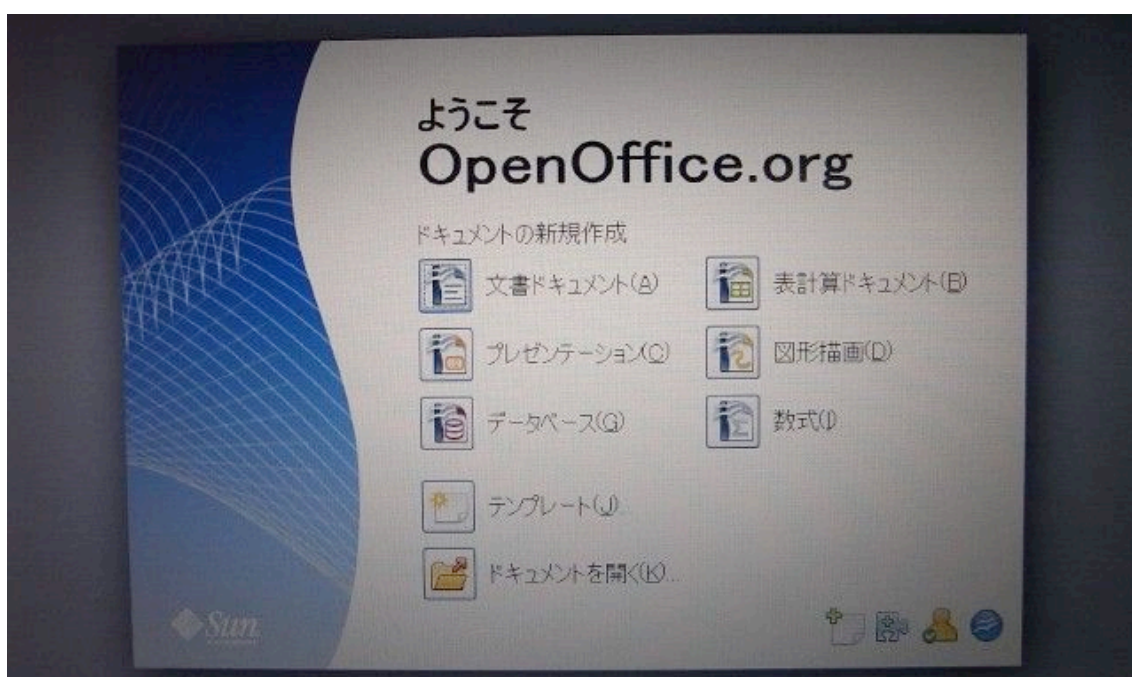 ようこそ
OpenOffice.org
ドキュメントの新規作成
文書ドキュメント(A)
表計算ドキュメント(B)
プレゼンテーション(C)
図形描画(D)
データベース(G)
数式(I)
テンプレート(J)
ドキュメントを開く(K)...
Sun